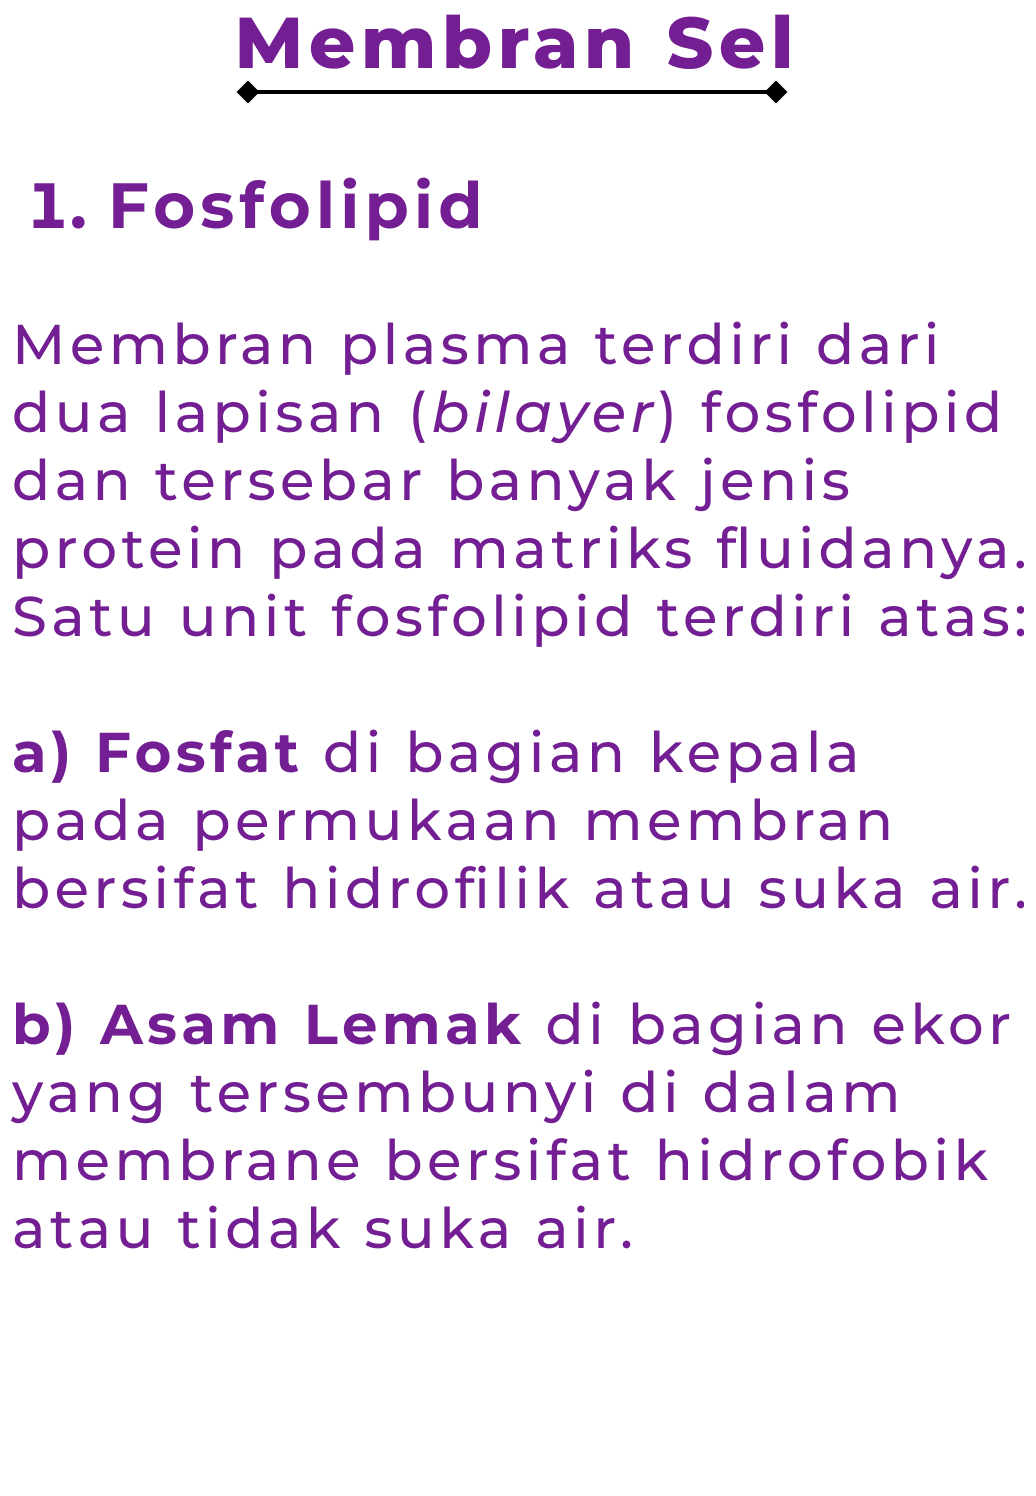 Membran Sel
1. Fosfolipid
Membran plasma terdiri dari
dua lapisan (bilayer) fosfolipid
dan tersebar banyak jenis
protein pada matriks fluidanya.
Satu unit fosfolipid terdiri atas:
a) Fosfat di bagian kepala
pada permukaan membran
bersifat hidrofilik atau suka air.
b) Asam Lemak di bagian ekor
yang tersembunyi di dalam
membrane bersifat hidrofobik
atau tidak suka air.